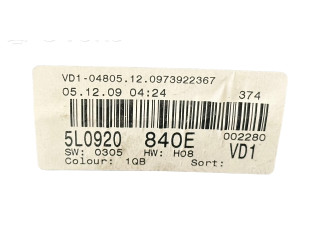 VD1-04805.12.0973922367
05.12.09 04:24 374
5L0920 840E 002280
SW: 0305 HW: H08 VD1
Colour: 1QB Sort: